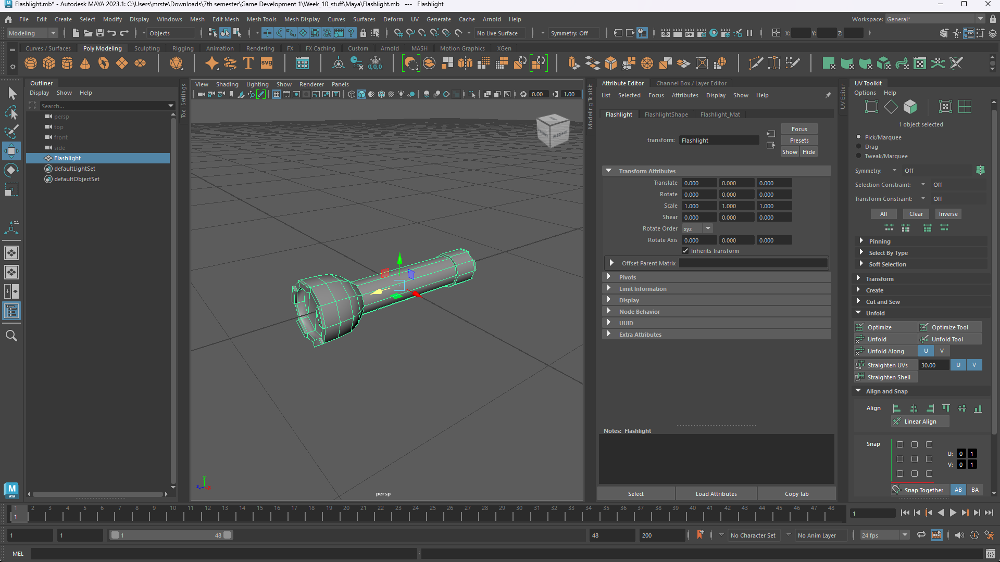 Flashlight.mb* - Autodesk MAYA 2023.1: C:\Users\mrste\Downloads\7th semester\Game Development 1\Week_10_stuff\Maya\Flashlight.mb   ---   Flashlight
File Edit Create Select Modify Display Windows Mesh Edit Mesh Mesh Tools Mesh Display Curves Surfaces Deform UV Generate Cache Arnold Help
Workspace: General*
Modeling Objects No Live Surface Symmetry: Off X: Y: Z:
Curves / Surfaces Poly Modeling Sculpting Rigging Animation Rendering FX FX Caching Custom Arnold MASH Motion Graphics XGen
T svg 0,0,0
Outliner
Display Show Help
Search...
persp
top
front
side
Flashlight
defaultLightSet
defaultObjectSet
Tool Settings
View Shading Lighting Show Renderer Panels
0.00 1.00
RIGHT
persp
y
z
x
Modeling Toolkit
Attribute Editor Channel Box / Layer Editor
List Selected Focus Attributes Display Show Help
Flashlight FlashlightShape Flashlight_Mat
Focus
transform: Flashlight
Presets
Show Hide
Transform Attributes
Translate 0.000 0.000 0.000
Rotate 0.000 0.000 0.000
Scale 1.000 1.000 1.000
Shear 0.000 0.000 0.000
Rotate Order xyz
Rotate Axis 0.000 0.000 0.000
Inherits Transform
Offset Parent Matrix
Pivots
Limit Information
Display
Node Behavior
UUID
Extra Attributes
Notes: Flashlight
Select Load Attributes Copy Tab
UV Editor
UV Toolkit
Options Help
1 object selected
Pick/Marquee
Drag
Tweak/Marquee
Symmetry: Off
Selection Constraint: Off
Transform Constraint: Off
All Clear Inverse
Pinning
Select By Type
Soft Selection
Transform
Create
Cut and Sew
Unfold
Optimize Optimize Tool
Unfold Unfold Tool
Unfold Along U V
Straighten UVs 30.00 U V
Straighten Shell
Align and Snap
Align
Linear Align
Snap
U: 0 1
V: 0 1
Snap Together AB BA
M
AYA
1 2 3 4 5 6 7 8 9 10 11 12 13 14 15 16 17 18 19 20 21 22 23 24 25 26 27 28 29 30 31 32 33 34 35 36 37 38 39 40 41 42 43 44 45 46 47 48
1
1
1 1 1 48 48 200 No Character Set No Anim Layer 24 fps
MEL